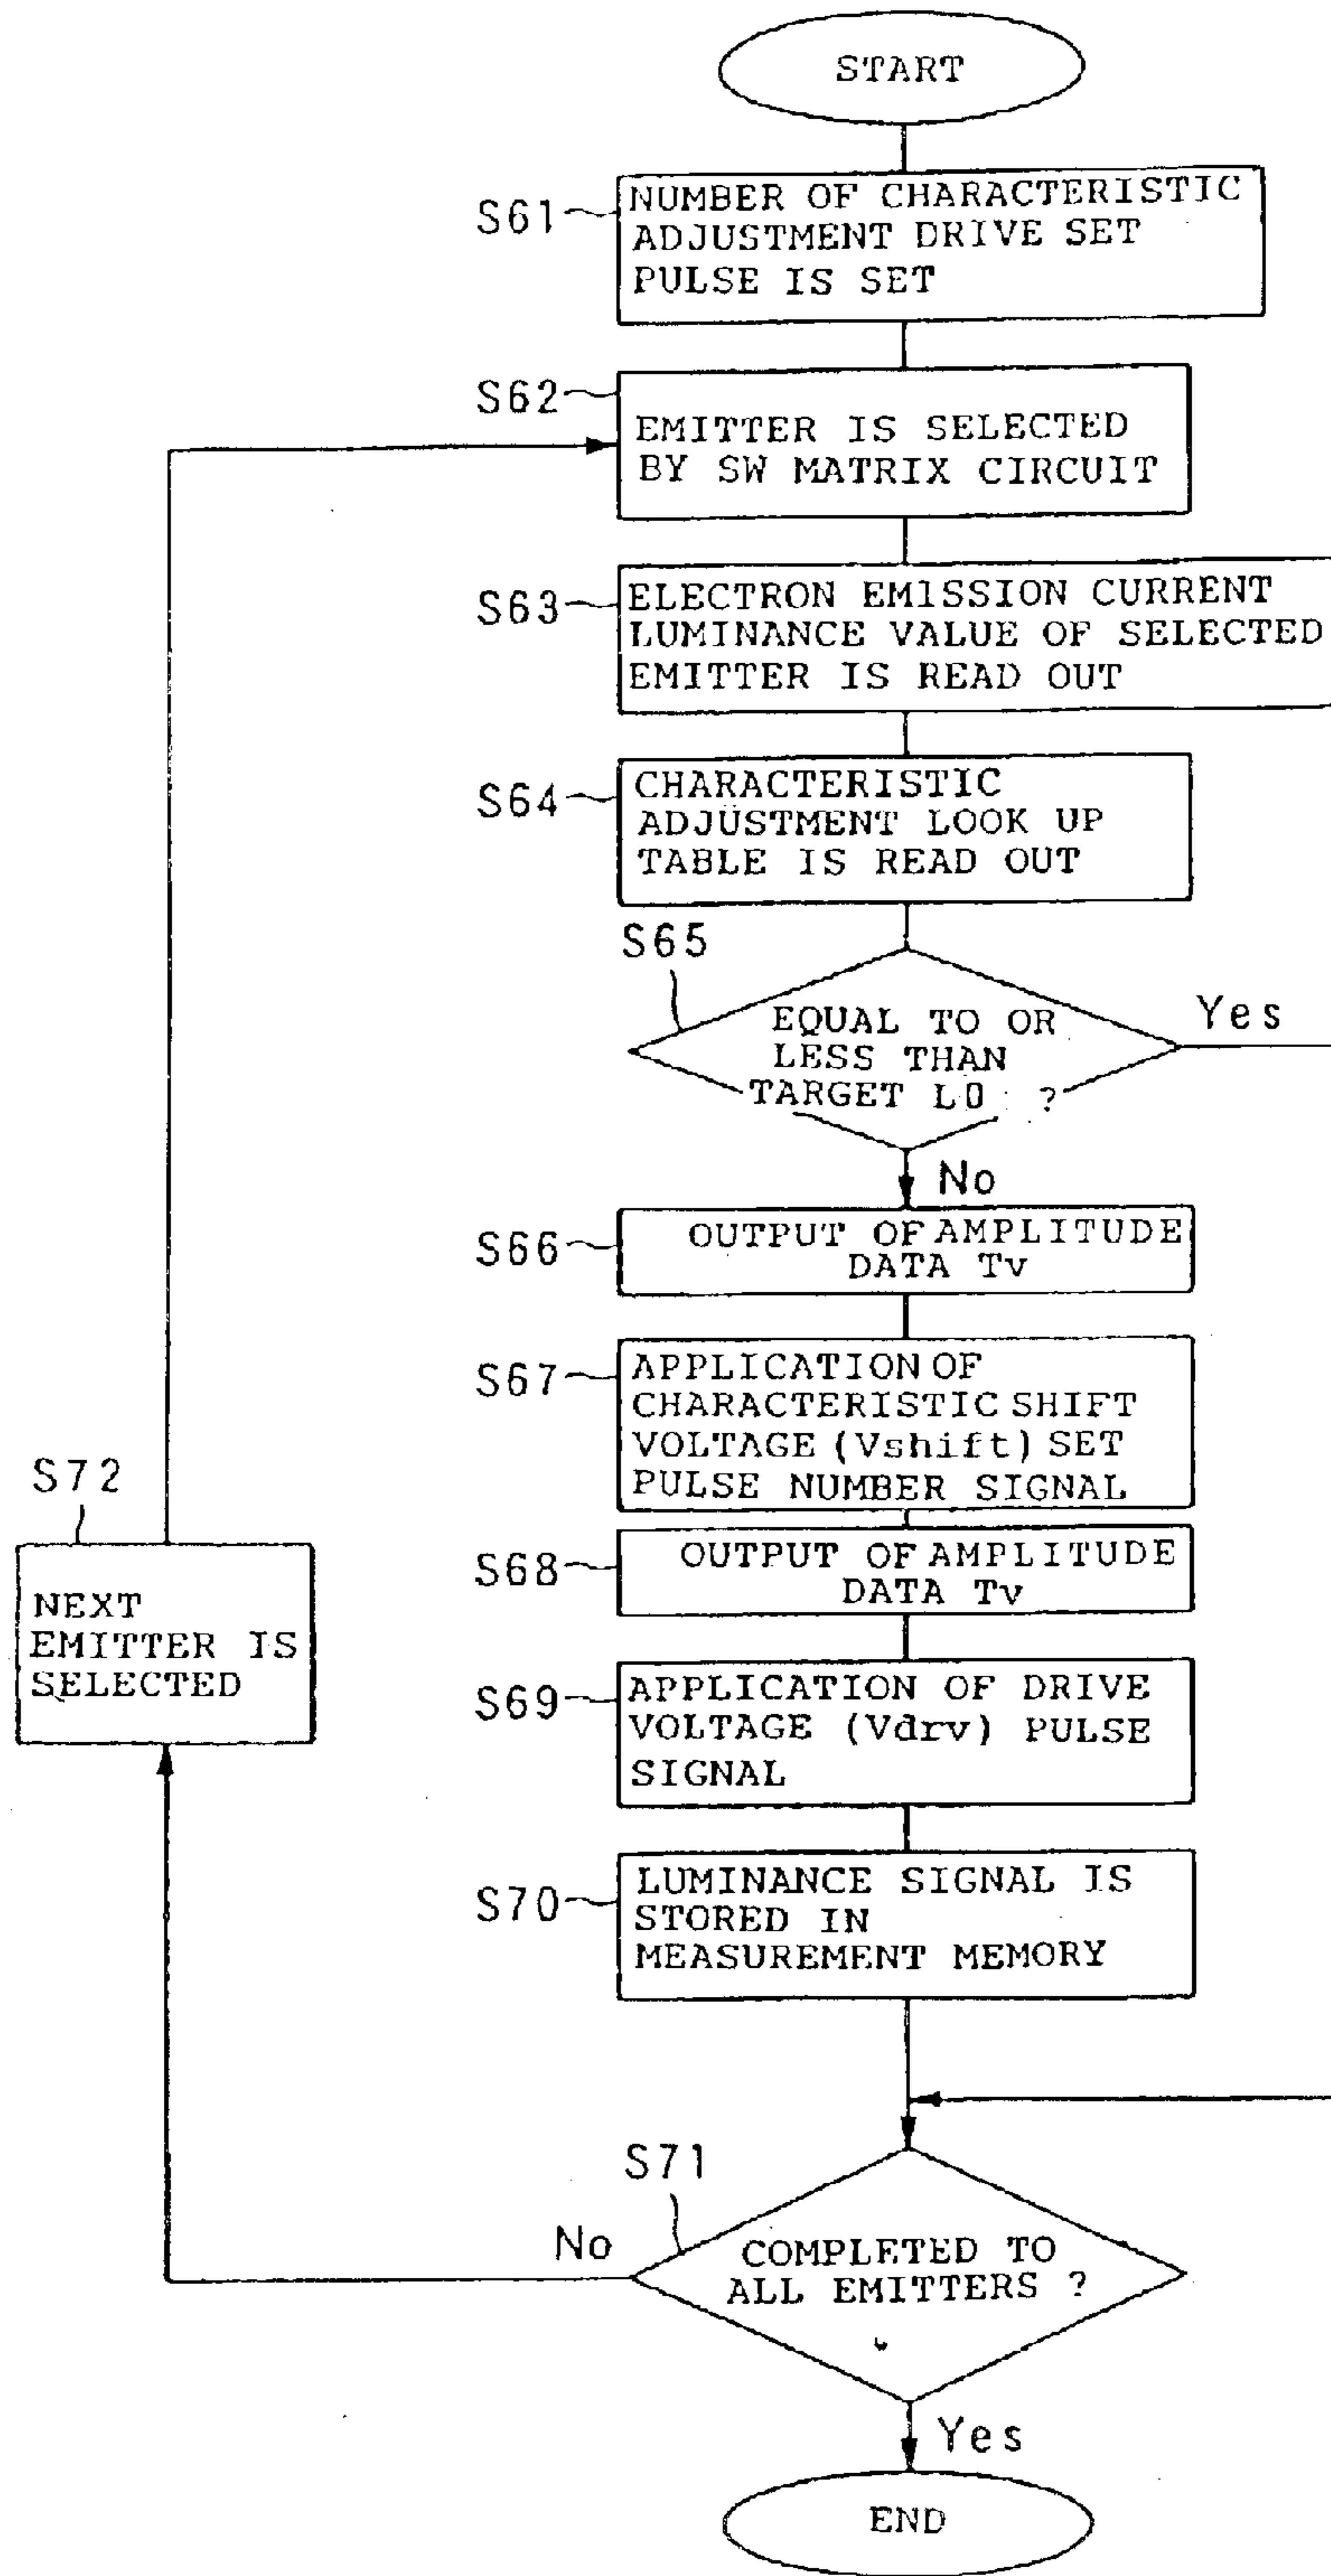 START
S61
NUMBER OF CHARACTERISTIC
ADJUSTMENT DRIVE SET
PULSE IS SET
S62
EMITTER IS SELECTED
BY SW MATRIX CIRCUIT
S63
ELECTRON EMISSION CURRENT
LUMINANCE VALUE OF SELECTED
EMITTER IS READ OUT
S64
CHARACTERISTIC
ADJUSTMENT LOOK UP
TABLE IS READ OUT
S65
EQUAL TO OR
LESS THAN
TARGET L0 ?
Yes
No
S66
OUTPUT OF AMPLITUDE
DATA Tv
S67
APPLICATION OF
CHARACTERISTIC SHIFT
VOLTAGE (Vshift) SET
PULSE NUMBER SIGNAL
S68
OUTPUT OF AMPLITUDE
DATA Tv
S69
APPLICATION OF DRIVE
VOLTAGE (Vdrv) PULSE
SIGNAL
S70
LUMINANCE SIGNAL IS
STORED IN
MEASUREMENT MEMORY
S71
COMPLETED TO
ALL EMITTERS ?
No
Yes
S72
NEXT
EMITTER IS
SELECTED
END